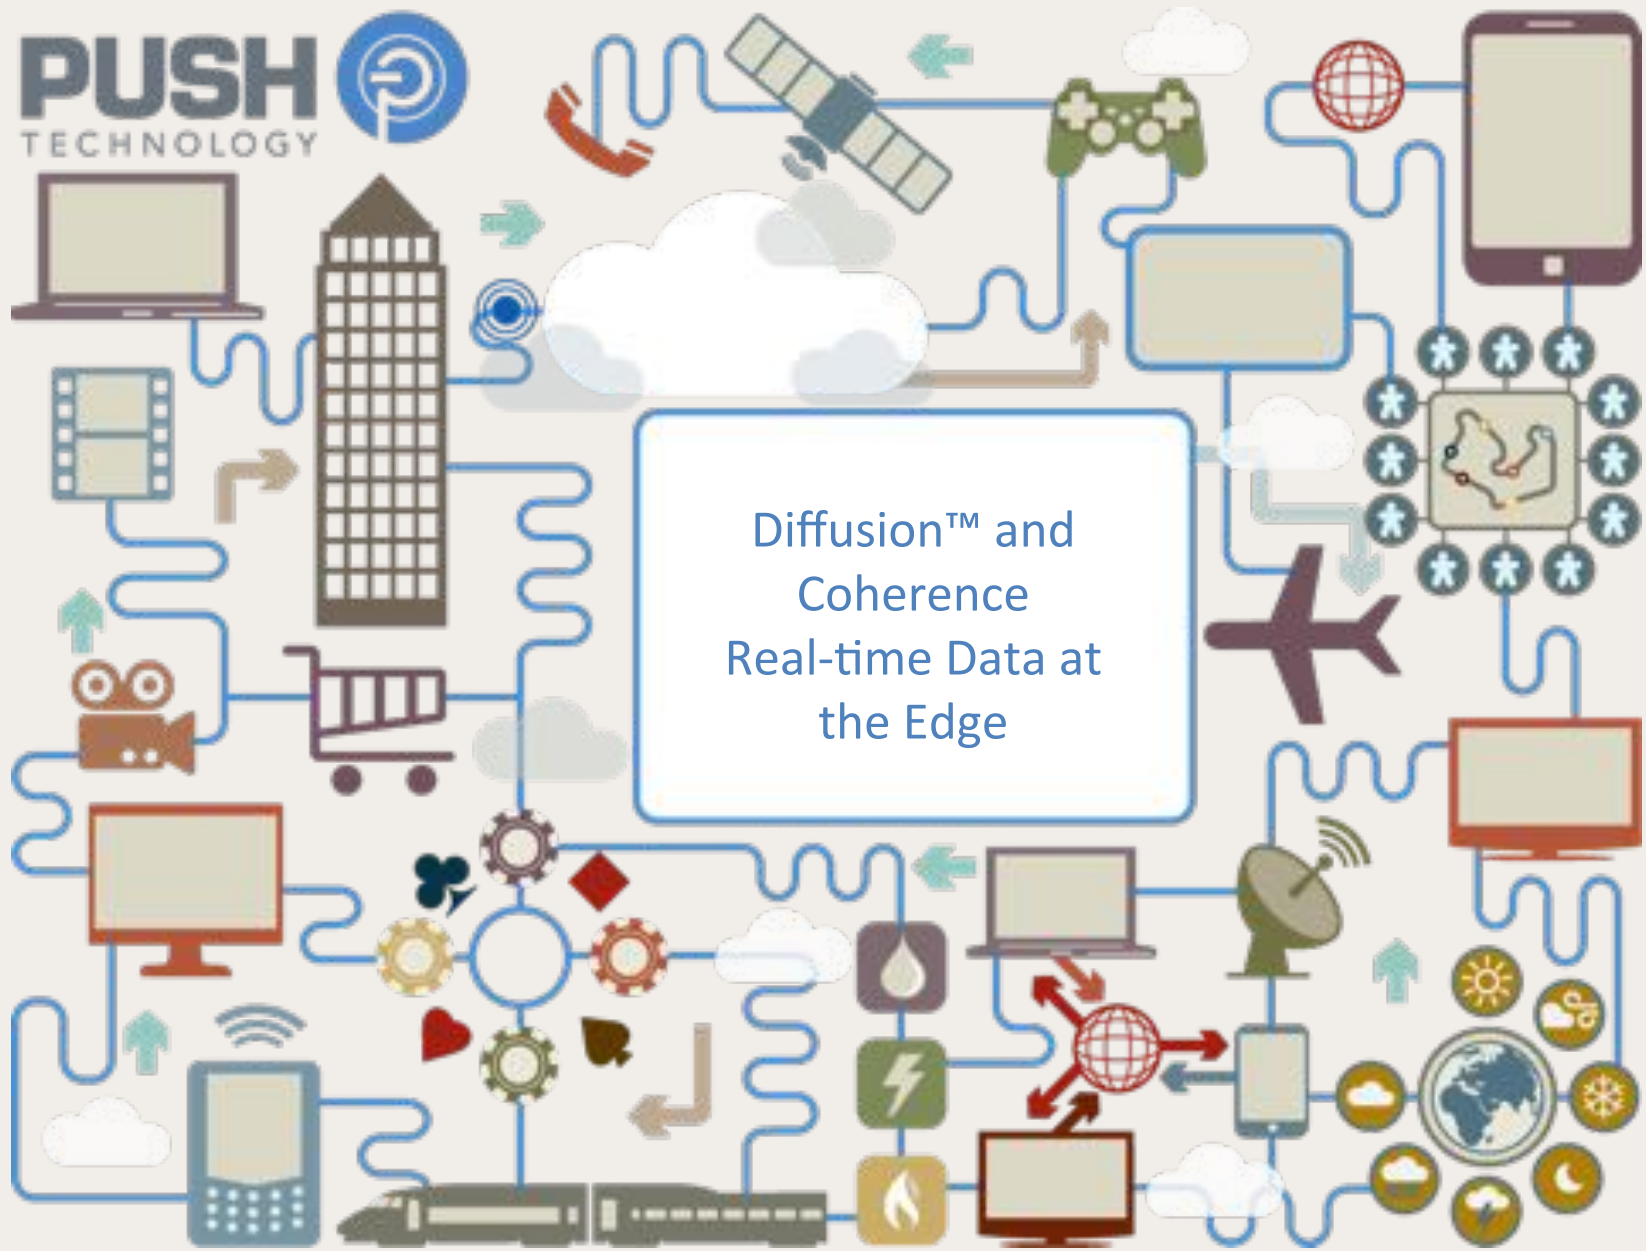 PUSH
TECHNOLOGY
Diffusion™ and
Coherence
Real-time Data at
the Edge